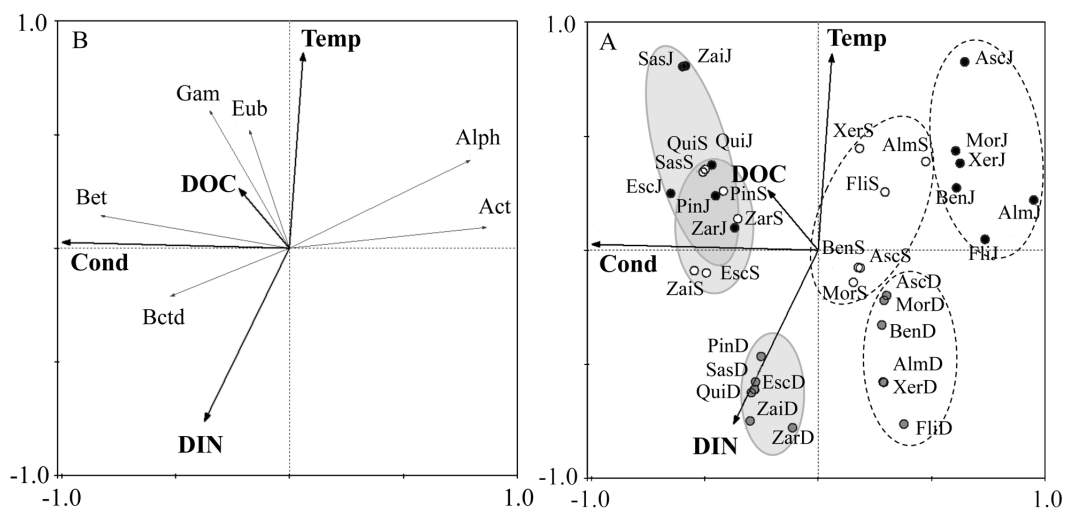 B
1.0
Temp
Gam
Eub
Alph
DOC
Bet
Act
Cond
Bctd
DIN
-1.0
-1.0
1.0
A
1.0
Temp
SasJ
ZaiJ
AscJ
XerS
AlmS
QuiS
QuiJ
MorJ
SasS
XerJ
DOC
FliS
EscJ
PinS
PinJ
BenJ
AlmJ
ZarS
ZarJ
FliJ
BenS
AscS
Cond
EscS
ZaiS
MorS
AscD
MorD
BenD
PinD
SasD
AlmD
EscD
QuiD
XerD
ZaiD
DIN
ZarD
FliD
-1.0
-1.0
1.0